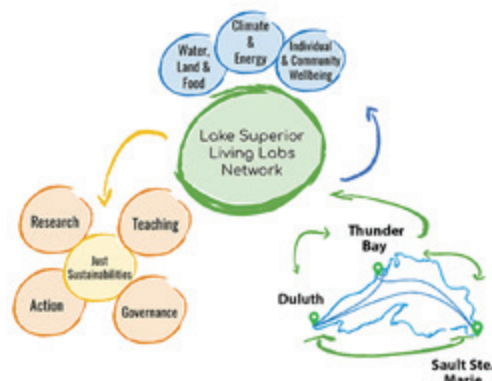 Climate
&
Energy
Water,
Land &
Food
Individual
& Community
Wellbeing
Lake Superior
Living Labs
Network
Research
Teaching
Just
Sustainabilities
Action
Governance
Thunder
Bay
Duluth
Sault Ste.
Marie